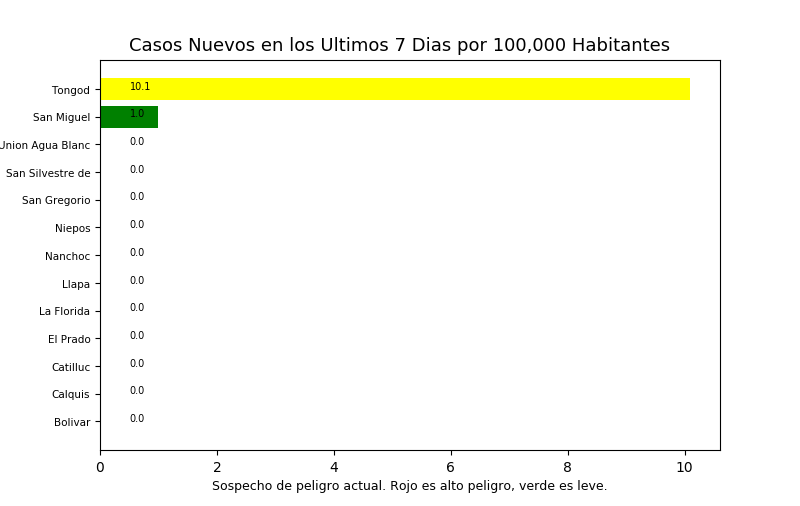 Casos Nuevos en los Ultimos 7 Dias por 100,000 Habitantes
Tongod 10.1
San Miguel 1.0
Union Agua Blanc 0.0
San Silvestre de 0.0
San Gregorio 0.0
Niepos 0.0
Nanchoc 0.0
Llapa 0.0
La Florida 0.0
El Prado 0.0
Catilluc 0.0
Calquis 0.0
Bolivar 0.0
0 2 4 6 8 10
Sospecho de peligro actual. Rojo es alto peligro, verde es leve.